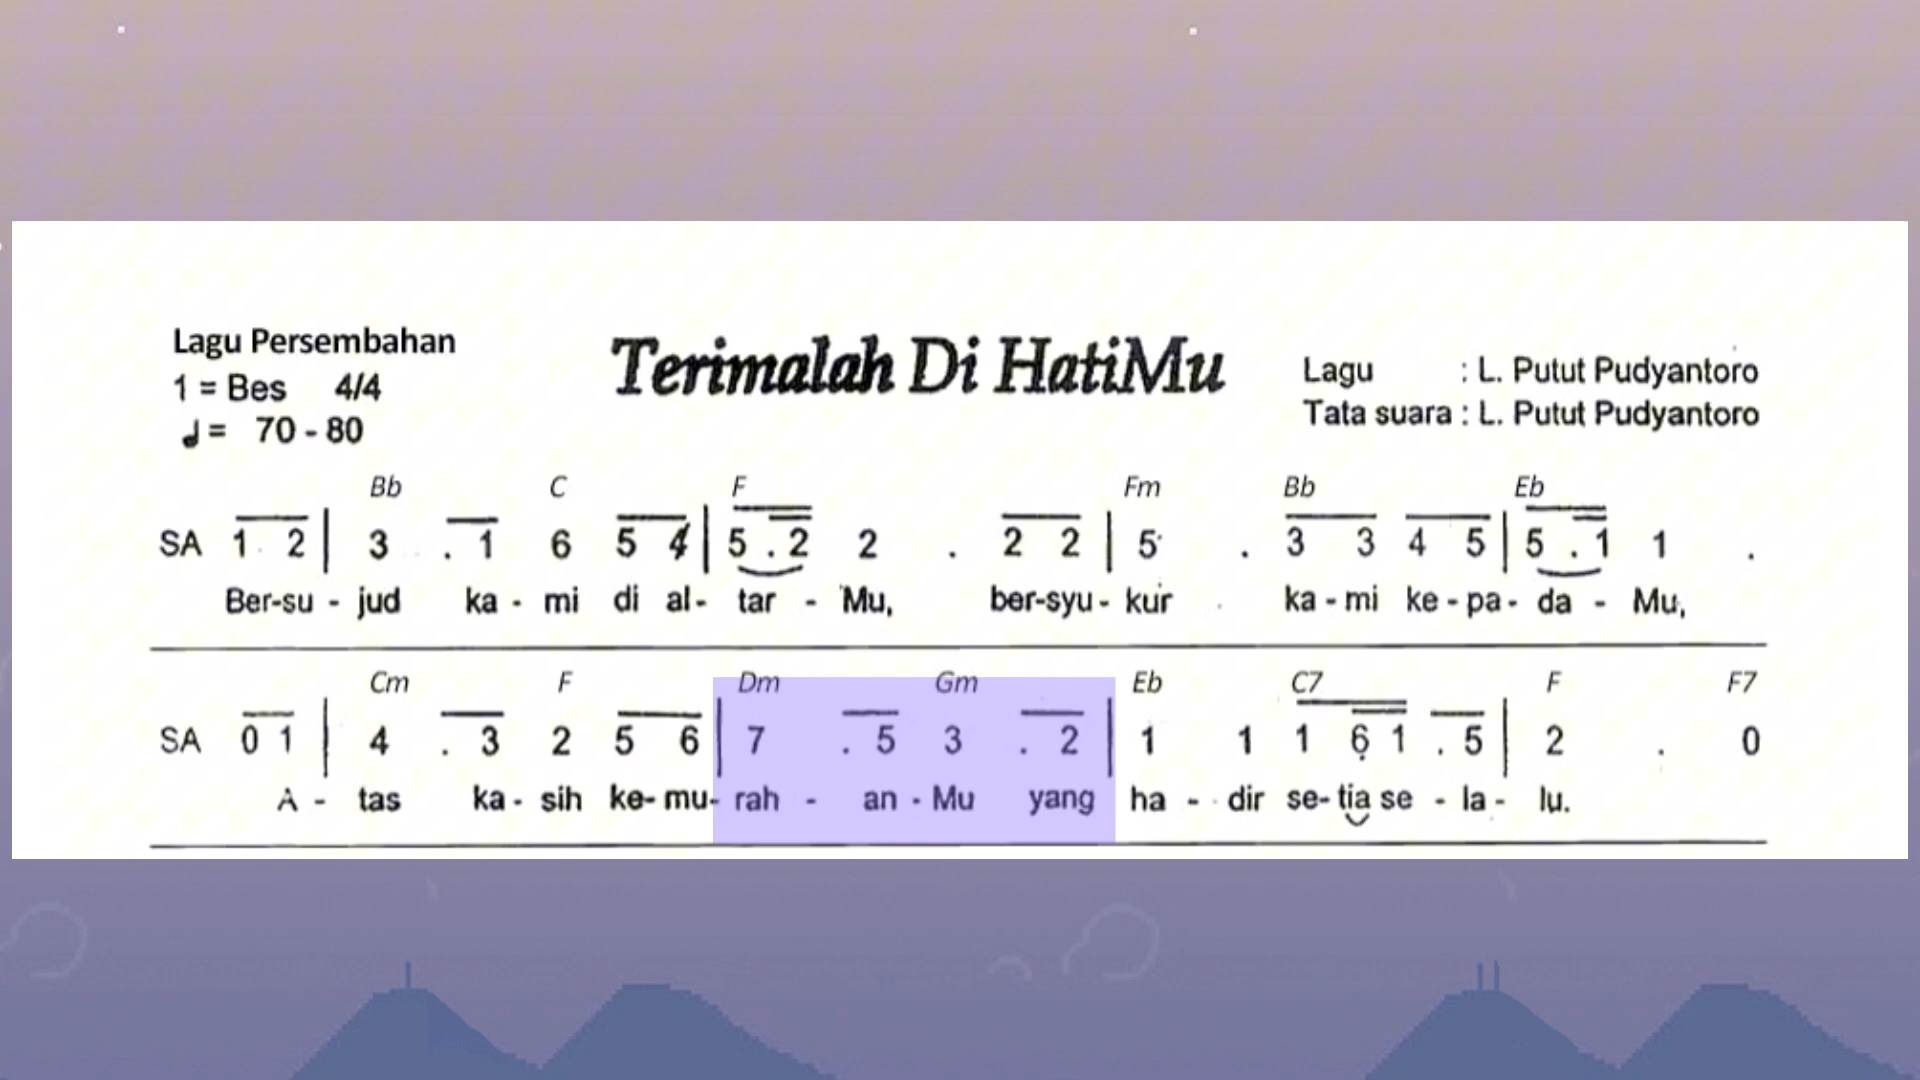 Lagu Persembahan
1 = Bes 4/4
♩ = 70 - 80
Terimalah Di HatiMu
Lagu : L. Putut Pudyantoro
Tata suara : L. Putut Pudyantoro
Bb C F Fm Bb Eb
SA 1 2 | 3 . 1 6 5 4 | 5 . 2 2 . 2 2 | 5 . 3 3 4 5 | 5 . 1 1 .
Ber-su - jud ka - mi di al- tar - Mu, ber-syu - kur ka - mi ke - pa - da - Mu,
Cm F Dm Gm Eb C7 F F7
SA 0 1 | 4 . 3 2 5 6 | 7 . 5 3 . 2 | 1 1 1 6̣ 1 . 5 | 2 . 0
A - tas ka - sih ke- mu- rah - an - Mu yang ha - dir se- tia se - la - lu.